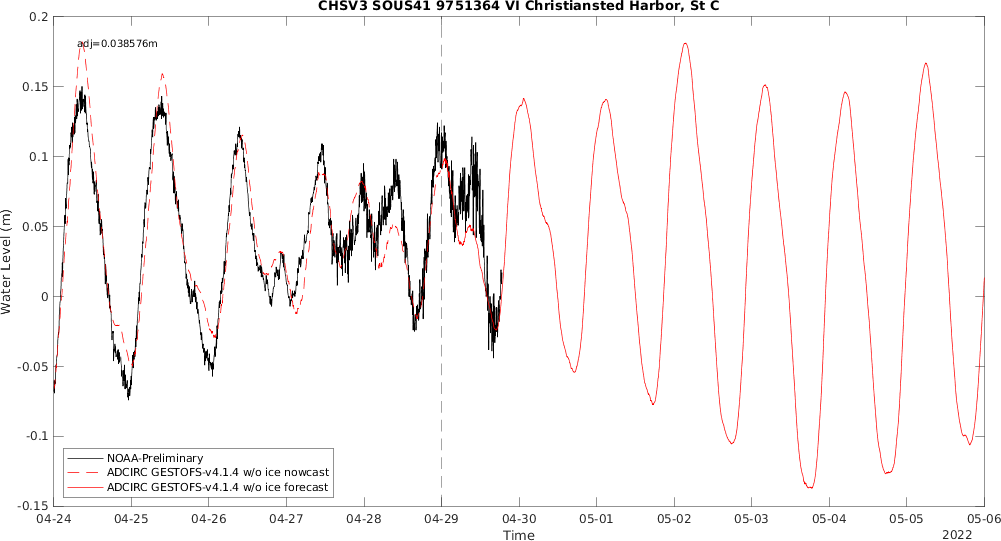 CHSV3 SOUS41 9751364 VI Christiansted Harbor, St C
adj=0.038576m
0.2
0.15
0.1
0.05
0
-0.05
-0.1
-0.15
Water Level (m)
NOAA-Preliminary
ADCIRC GESTOFS-v4.1.4 w/o ice nowcast
ADCIRC GESTOFS-v4.1.4 w/o ice forecast
04-24 04-25 04-26 04-27 04-28 04-29 04-30 05-01 05-02 05-03 05-04 05-05 05-06
Time
2022